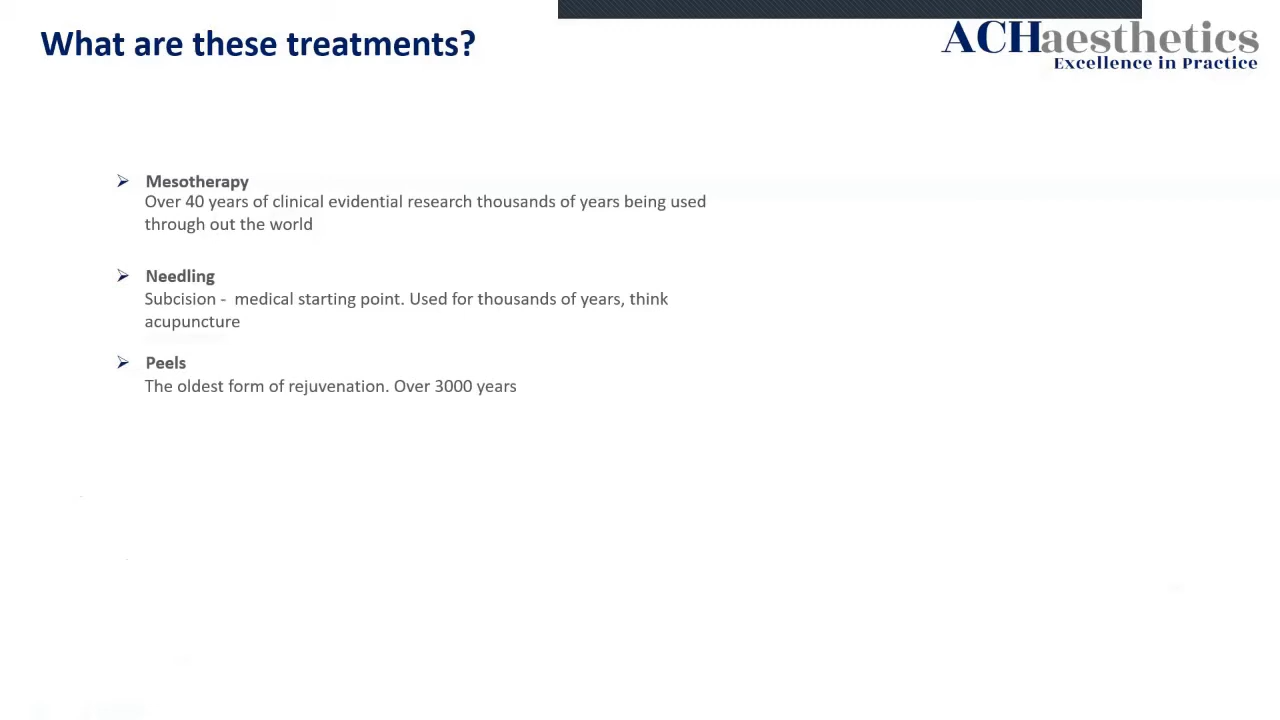 What are these treatments?
ACHaesthetics
Excellence in Practice
Mesotherapy
Over 40 years of clinical evidential research thousands of years being used
through out the world
Needling
Subcision - medical starting point. Used for thousands of years, think
acupuncture
Peels
The oldest form of rejuvenation. Over 3000 years